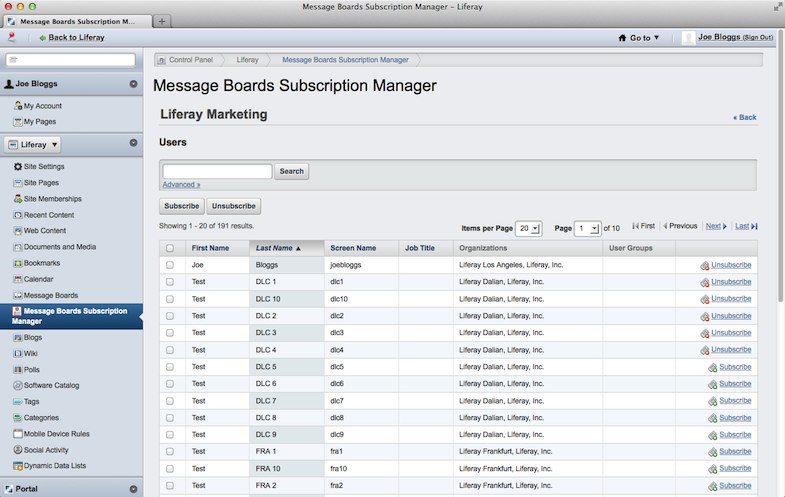 Message Boards Subscription Manager – Liferay
Message Boards Subscription M...
Back to Liferay
Go to ▼
Joe Bloggs (Sign Out)
Joe Bloggs
My Account
My Pages
Liferay ▼
Site Settings
Site Pages
Site Memberships
Recent Content
Web Content
Documents and Media
Bookmarks
Calendar
Message Boards
Message Boards Subscription
Manager
Blogs
Wiki
Polls
Software Catalog
Tags
Categories
Mobile Device Rules
Social Activity
Dynamic Data Lists
Portal
Control Panel Liferay Message Boards Subscription Manager
Message Boards Subscription Manager
Liferay Marketing
« Back
Users
Search
Advanced »
Subscribe Unsubscribe
Showing 1 - 20 of 191 results.
Items per Page 20 Page 1 of 10 First Previous Next Last
First Name Last Name ▲ Screen Name Job Title Organizations User Groups
Joe Bloggs joebloggs Liferay Los Angeles, Liferay, Inc. Unsubscribe
Test DLC 1 dlc1 Liferay Dalian, Liferay, Inc. Unsubscribe
Test DLC 10 dlc10 Liferay Dalian, Liferay, Inc. Unsubscribe
Test DLC 2 dlc2 Liferay Dalian, Liferay, Inc. Unsubscribe
Test DLC 3 dlc3 Liferay Dalian, Liferay, Inc. Unsubscribe
Test DLC 4 dlc4 Liferay Dalian, Liferay, Inc. Unsubscribe
Test DLC 5 dlc5 Liferay Dalian, Liferay, Inc. Subscribe
Test DLC 6 dlc6 Liferay Dalian, Liferay, Inc. Subscribe
Test DLC 7 dlc7 Liferay Dalian, Liferay, Inc. Subscribe
Test DLC 8 dlc8 Liferay Dalian, Liferay, Inc. Subscribe
Test DLC 9 dlc9 Liferay Dalian, Liferay, Inc. Subscribe
Test FRA 1 fra1 Liferay Frankfurt, Liferay, Inc. Subscribe
Test FRA 10 fra10 Liferay Frankfurt, Liferay, Inc. Subscribe
Test FRA 2 fra2 Liferay Frankfurt, Liferay, Inc. Subscribe